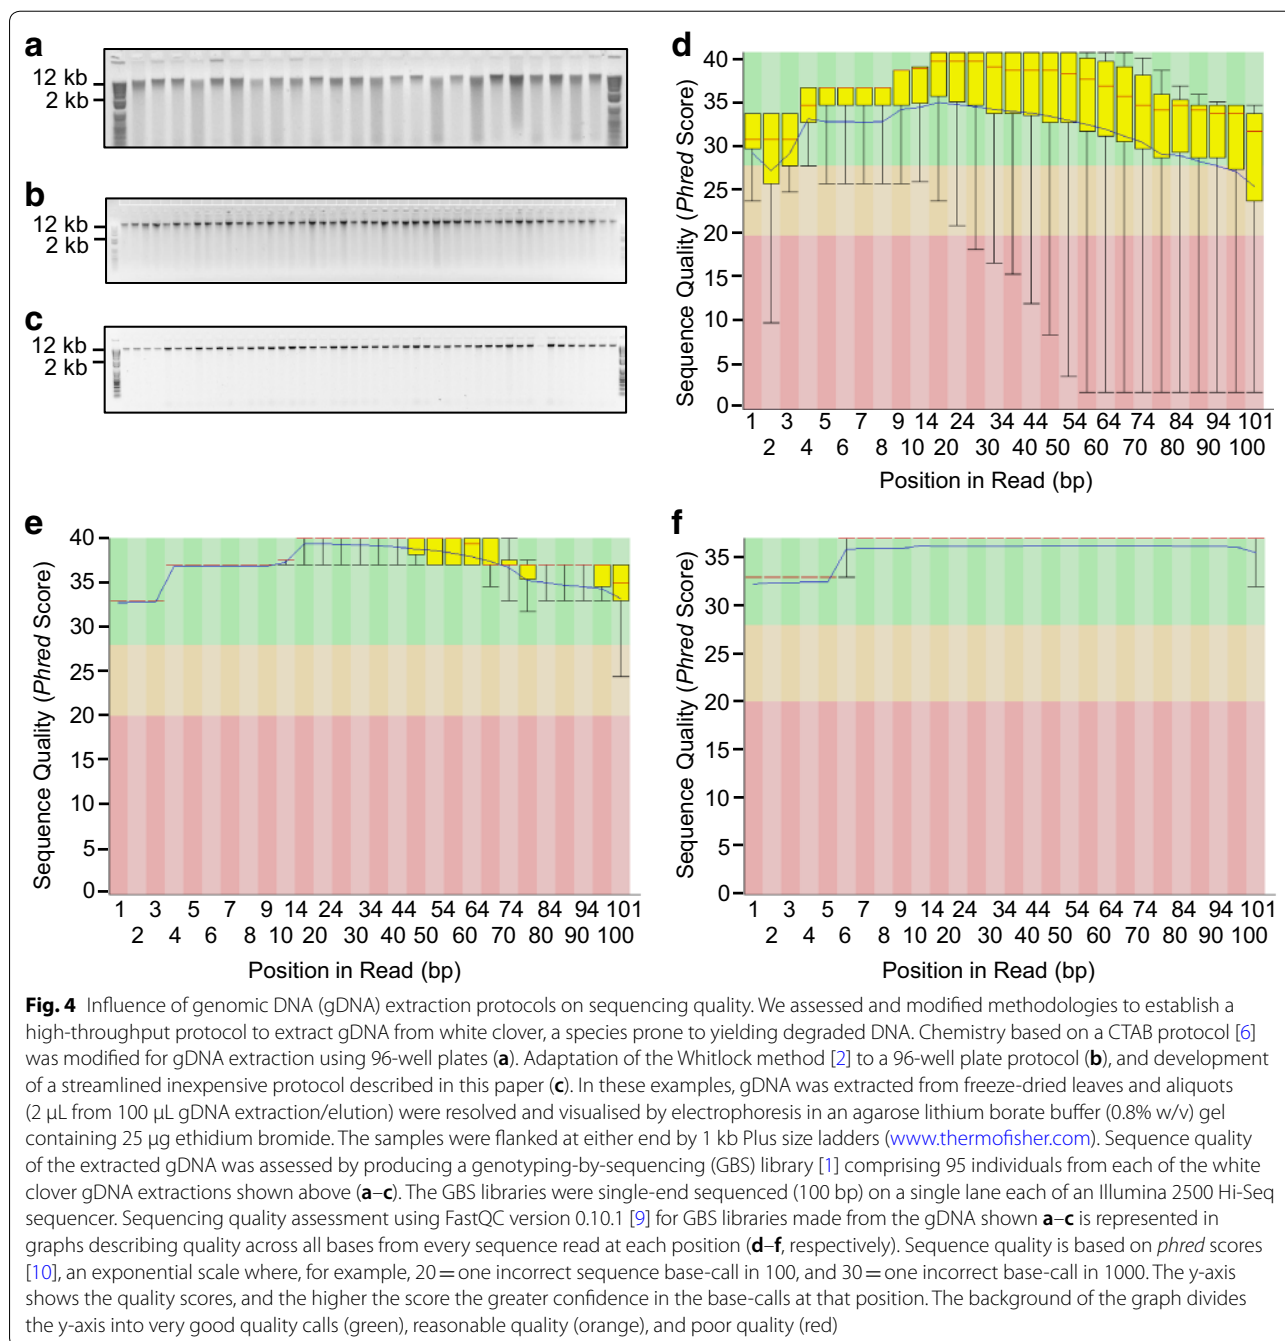 a
12 kb
2 kb
b
12 kb
2 kb
c
12 kb
2 kb
d
Sequence Quality (Phred Score)
40
35
30
25
20
15
10
5
0
1 3 5 7 9 14 24 34 44 54 64 74 84 94 101
2 4 6 8 10 20 30 40 50 60 70 80 90 100
Position in Read (bp)
e
Sequence Quality (Phred Score)
40
35
30
25
20
15
10
5
0
1 3 5 7 9 14 24 34 44 54 64 74 84 94 101
2 4 6 8 10 20 30 40 50 60 70 80 90 100
Position in Read (bp)
f
Sequence Quality (Phred Score)
35
30
25
20
15
10
5
0
1 3 5 7 9 14 24 34 44 54 64 74 84 94 101
2 4 6 8 10 20 30 40 50 60 70 80 90 100
Position in Read (bp)
Fig. 4 Influence of genomic DNA (gDNA) extraction protocols on sequencing quality. We assessed and modified methodologies to establish a
high-throughput protocol to extract gDNA from white clover, a species prone to yielding degraded DNA. Chemistry based on a CTAB protocol [6]
was modified for gDNA extraction using 96-well plates (a). Adaptation of the Whitlock method [2] to a 96-well plate protocol (b), and development
of a streamlined inexpensive protocol described in this paper (c). In these examples, gDNA was extracted from freeze-dried leaves and aliquots
(2 µL from 100 µL gDNA extraction/elution) were resolved and visualised by electrophoresis in an agarose lithium borate buffer (0.8% w/v) gel
containing 25 µg ethidium bromide. The samples were flanked at either end by 1 kb Plus size ladders (www.thermofisher.com). Sequence quality
of the extracted gDNA was assessed by producing a genotyping-by-sequencing (GBS) library [1] comprising 95 individuals from each of the white
clover gDNA extractions shown above (a–c). The GBS libraries were single-end sequenced (100 bp) on a single lane each of an Illumina 2500 Hi-Seq
sequencer. Sequencing quality assessment using FastQC version 0.10.1 [9] for GBS libraries made from the gDNA shown a–c is represented in
graphs describing quality across all bases from every sequence read at each position (d–f, respectively). Sequence quality is based on phred scores
[10], an exponential scale where, for example, 20 = one incorrect sequence base-call in 100, and 30 = one incorrect base-call in 1000. The y-axis
shows the quality scores, and the higher the score the greater confidence in the base-calls at that position. The background of the graph divides
the y-axis into very good quality calls (green), reasonable quality (orange), and poor quality (red)